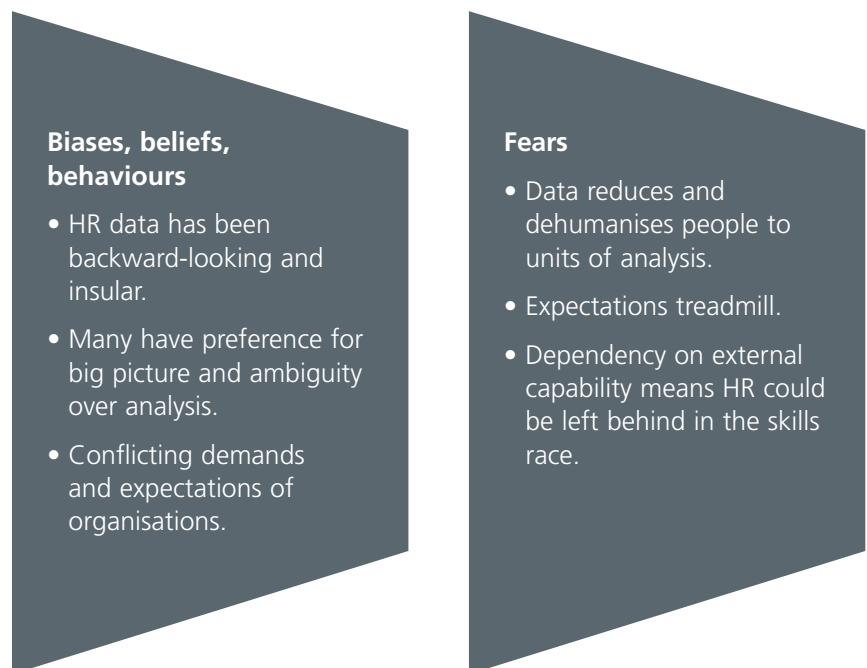 Biases, beliefs,
behaviours
• HR data has been
backward-looking and
insular.
• Many have preference for
big picture and ambiguity
over analysis.
• Conflicting demands
and expectations of
organisations.
Fears
• Data reduces and
dehumanises people to
units of analysis.
• Expectations treadmill.
• Dependency on external
capability means HR could
be left behind in the skills
race.